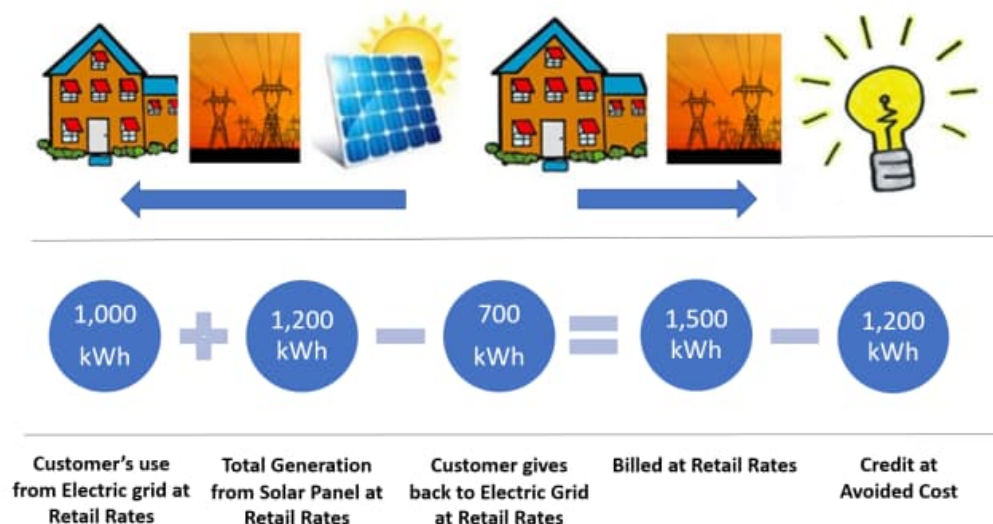 1,000
kWh
1,200
kWh
700
kWh
1,500
kWh
1,200
kWh
Customer's use
from Electric grid at
Retail Rates
Total Generation
from Solar Panel at
Retail Rates
Customer gives
back to Electric Grid
at Retail Rates
Billed at Retail Rates
Credit at
Avoided Cost